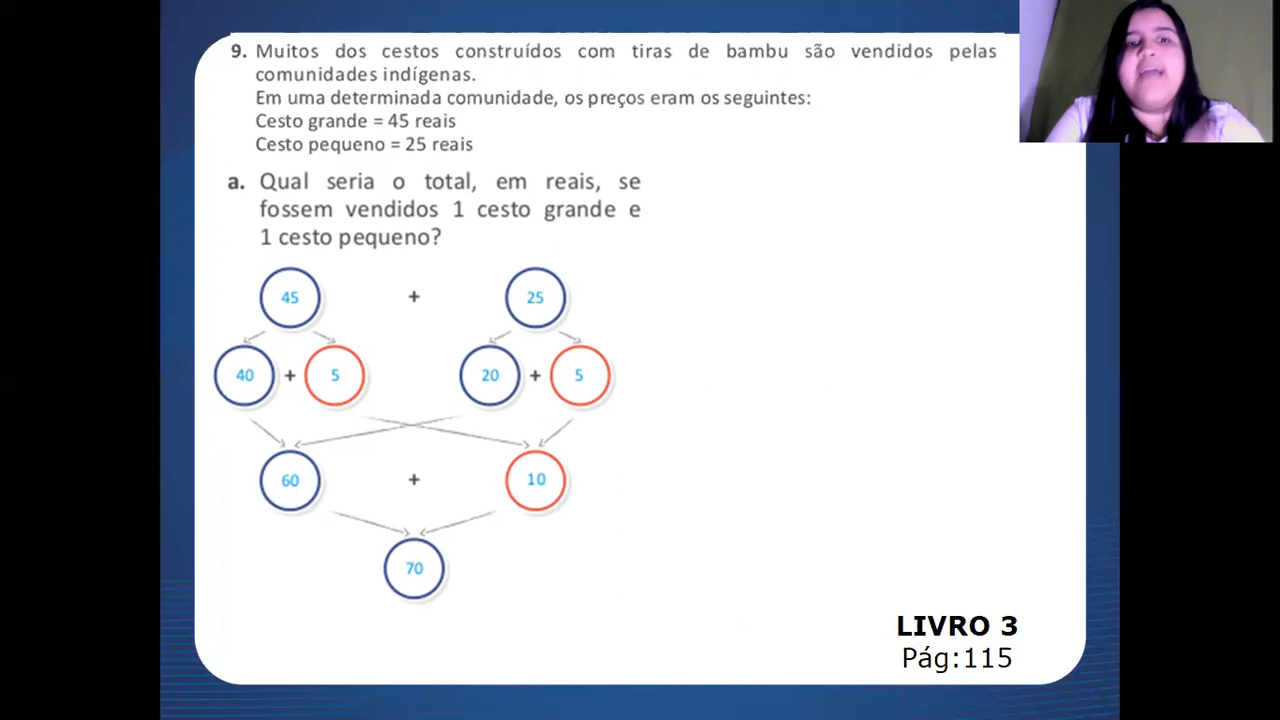 9. Muitos dos cestos construídos com tiras de bambu são vendidos pelas
comunidades indígenas.
Em uma determinada comunidade, os preços eram os seguintes:
Cesto grande = 45 reais
Cesto pequeno = 25 reais
a. Qual seria o total, em reais, se
fossem vendidos 1 cesto grande e
1 cesto pequeno?
45 + 25
40 + 5 20 + 5
60 + 10
70
LIVRO 3
Pág:115